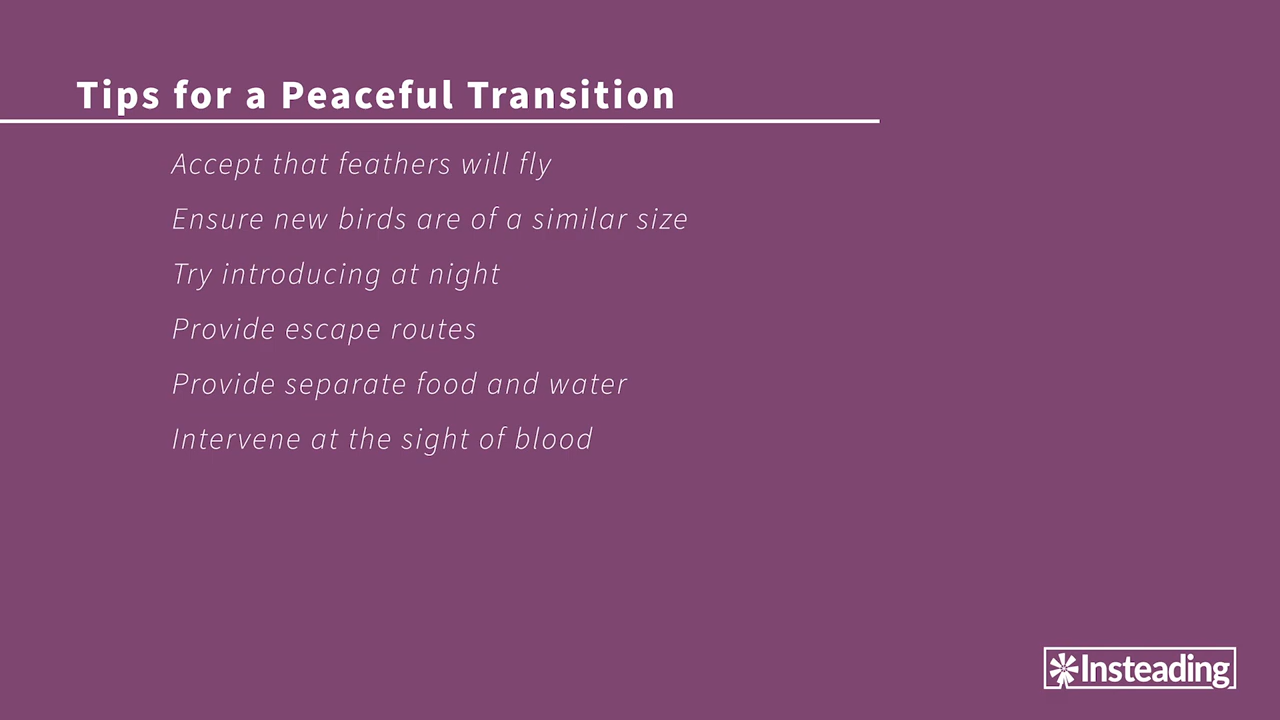 Tips for a Peaceful Transition
Accept that feathers will fly
Ensure new birds are of a similar size
Try introducing at night
Provide escape routes
Provide separate food and water
Intervene at the sight of blood
Insteading